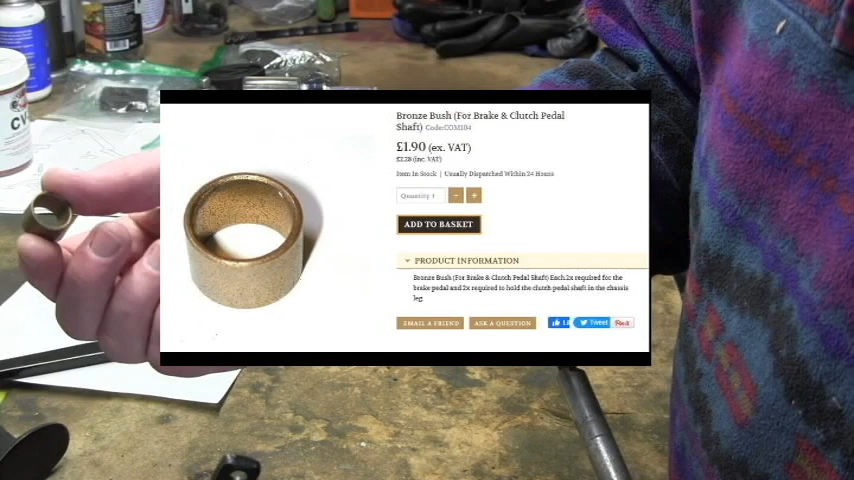 CV
Bronze Bush (For Brake & Clutch Pedal
Shaft) Code:COM104
£1.90 (ex. VAT)
£2.28 (inc. VAT)
Item In Stock | Usually Dispatched Within 24 Hours
Quantity 1
- +
ADD TO BASKET
PRODUCT INFORMATION
Bronze Bush (For Brake & Clutch Pedal Shaft) Each.2x required for the
brake pedal and 2x required to hold the clutch pedal shaft in the chassis
leg.
EMAIL A FRIEND ASK A QUESTION Tweet Pin it